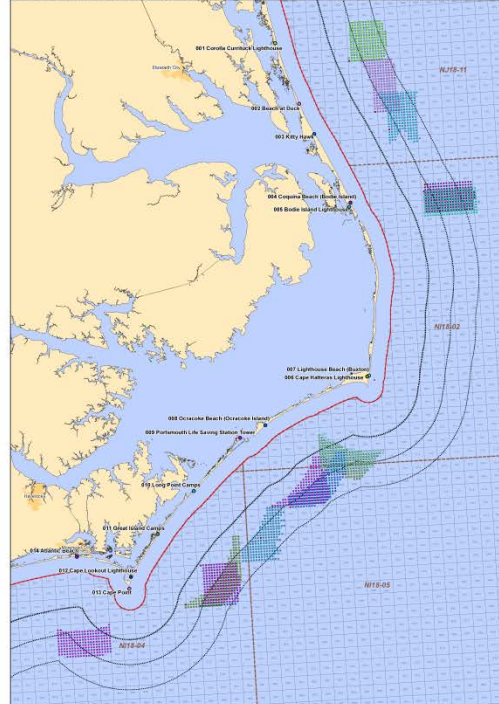 001 Corolla Currituck Lighthouse
Elizabeth City
NJ18-11
002 Beach at Duck
003 Kitty Hawk
004 Coquina Beach (Bodie Island)
005 Bodie Island Lighthouse
NI18-02
007 Lighthouse Beach (Buxton)
006 Cape Hatteras Lighthouse
008 Ocracoke Beach (Ocracoke Island)
009 Portsmouth Life Saving Station Tower
010 Long Point Camps
011 Great Island Camps
014 Atlantic Beach
012 Cape Lookout Lighthouse
013 Cape Point
NI18-05
NI18-04